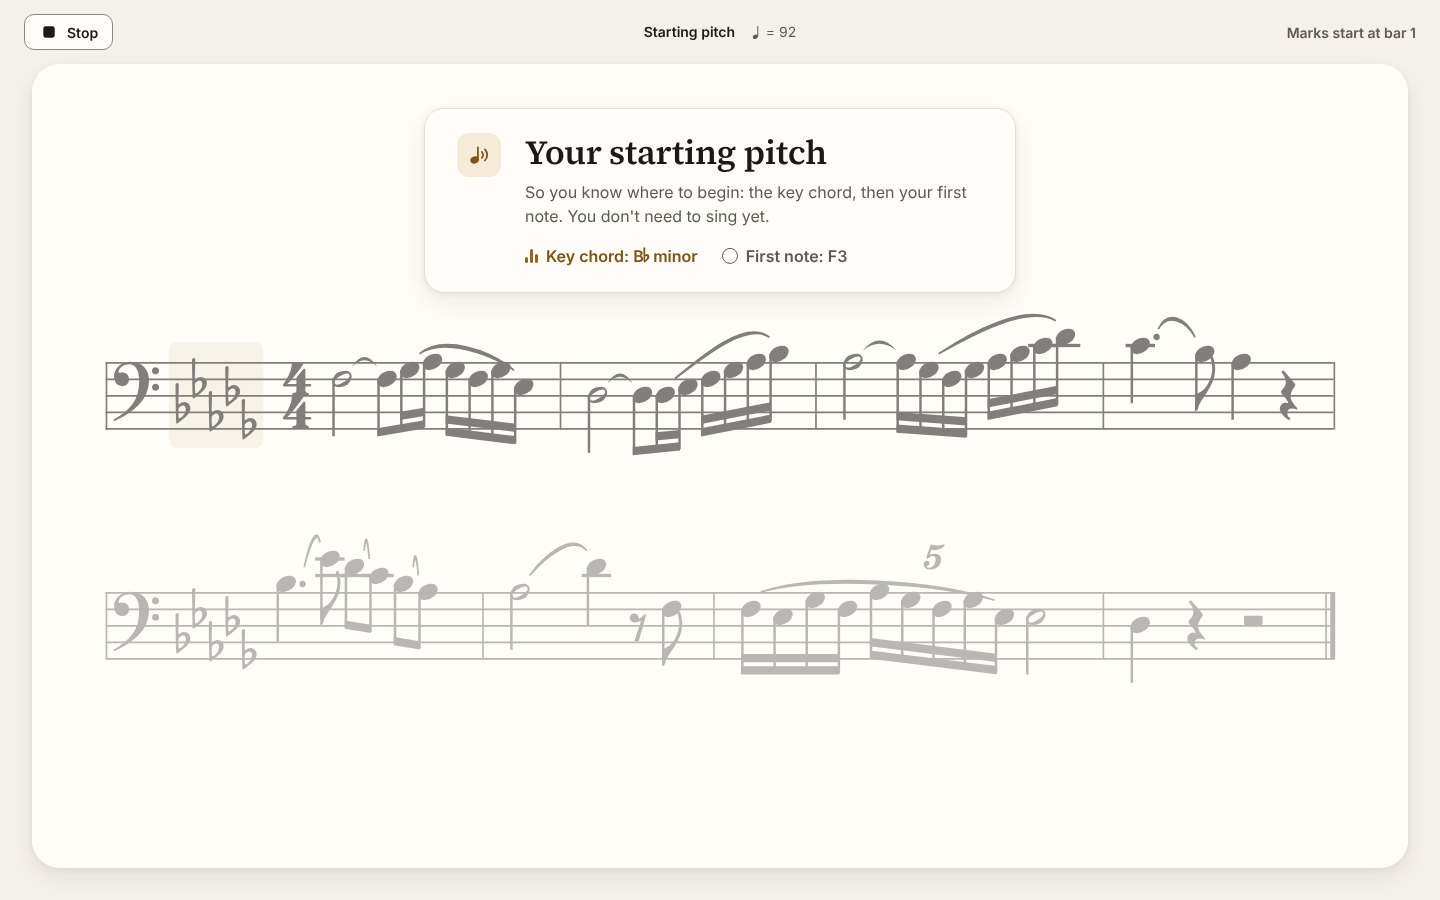 Stop
Starting pitch ♩ = 92
Marks start at bar 1
Your starting pitch
So you know where to begin: the key chord, then your first
note. You don't need to sing yet.
Key chord: B♭ minor
First note: F3
4
4
5